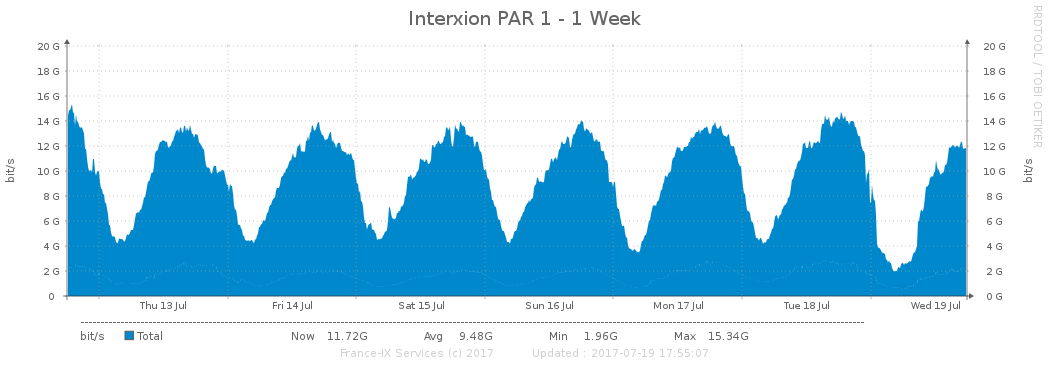 Interxion PAR 1 - 1 Week
RRDTOOL / TOBI OETIKER
bit/s
20 G 20 G
18 G 18 G
16 G 16 G
14 G 14 G
12 G 12 G
10 G 10 G
8 G 8 G
6 G 6 G
4 G 4 G
2 G 2 G
0 0 G
bit/s
Thu 13 Jul Fri 14 Jul Sat 15 Jul Sun 16 Jul Mon 17 Jul Tue 18 Jul Wed 19 Jul
bit/s Total Now 11.72G Avg 9.48G Min 1.96G Max 15.34G
France-IX Services (c) 2017 Updated : 2017-07-19 17:55:07